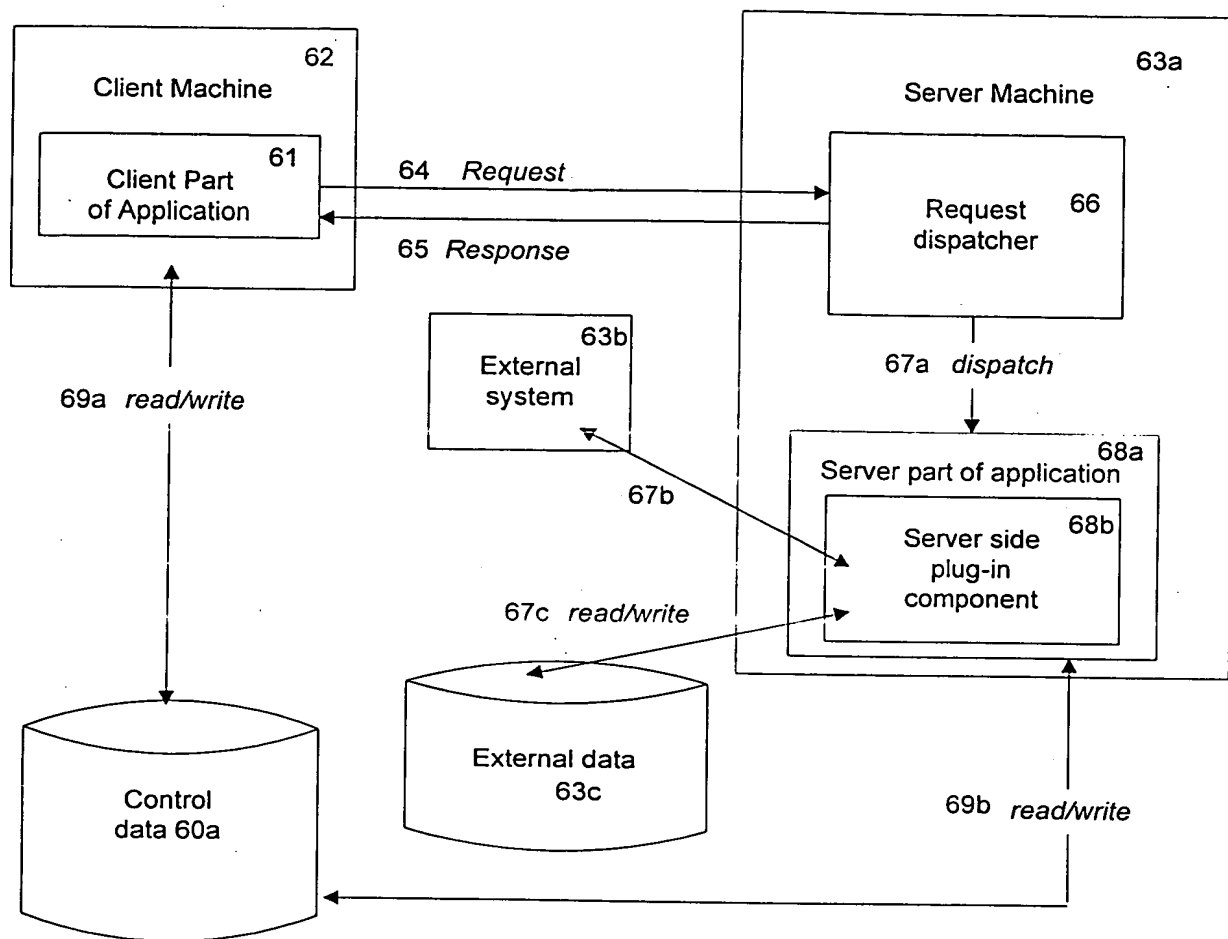 62
Client Machine
61
Client Part
of Application
63a
Server Machine
66
Request
dispatcher
64 Request
65 Response
63b
External
system
67a dispatch
69a read/write
68a
Server part of application
68b
Server side
plug-in
component
67b
67c read/write
External data
63c
Control
data 60a
69b read/write